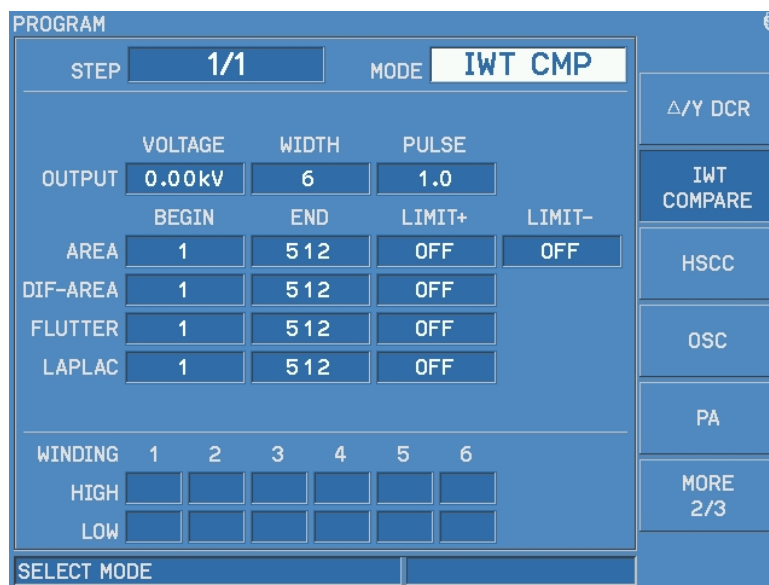 PROGRAM
STEP 1/1 MODE IWT CMP
VOLTAGE WIDTH PULSE
OUTPUT 0.00kV 6 1.0
BEGIN END LIMIT+ LIMIT-
AREA 1 512 OFF OFF
DIF-AREA 1 512 OFF
FLUTTER 1 512 OFF
LAPLAC 1 512 OFF
WINDING 1 2 3 4 5 6
HIGH
LOW
SELECT MODE
△/Y DCR
IWT
COMPARE
HSCC
OSC
PA
MORE
2/3